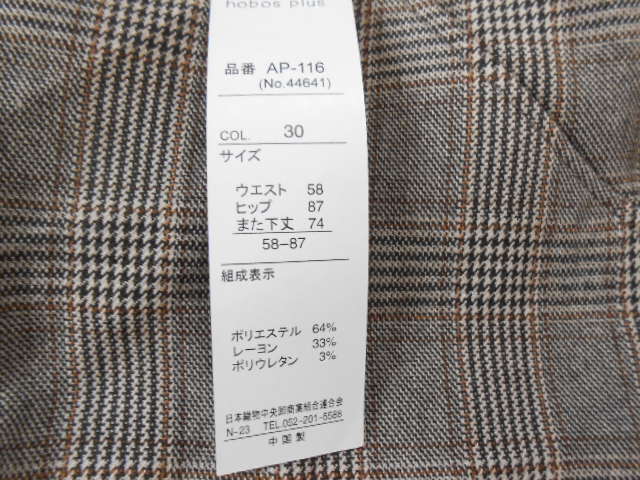 hobos plus
品番 AP-116
(No.44641)
COL. 30
サイズ
ウエスト 58
ヒップ 87
また下丈 74
58-87
組成表示
ポリエステル 64%
レーヨン 33%
ポリウレタン 3%
日本織物中央卸商業組合連合会
N-23 TEL.052-201-5588
中国製